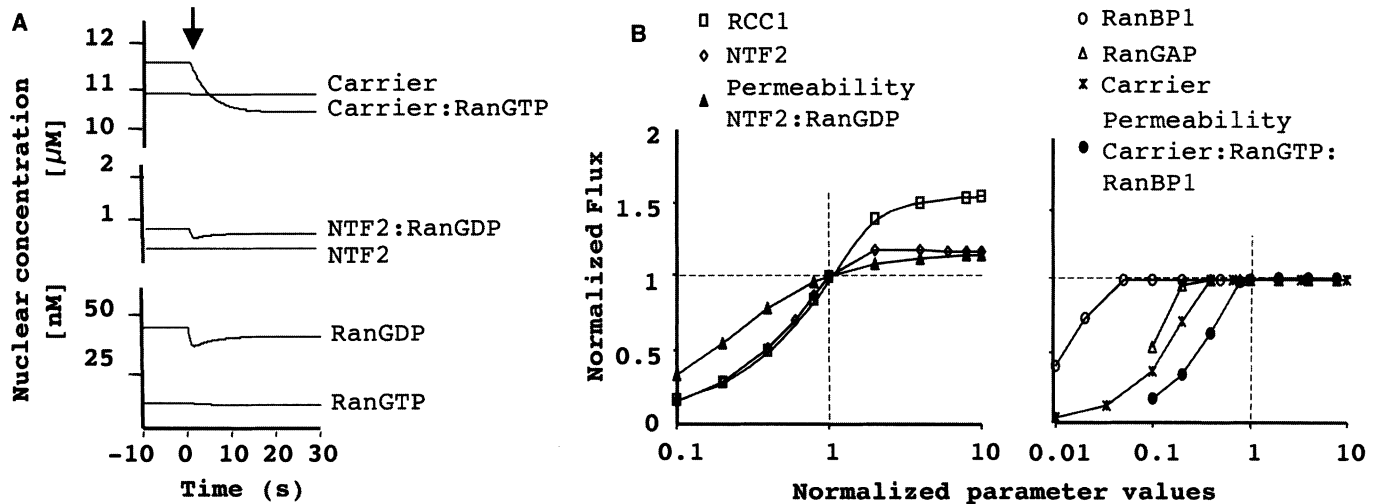 A
Nuclear concentration
[nM]
[µM]
12
11
10
Carrier
Carrier:RanGTP
2
1
NTF2:RanGDP
NTF2
50
25
RanGDP
RanGTP
-10 0 10 20 30
Time (s)
B
RCC1
NTF2
Permeability
NTF2:RanGDP
RanBP1
RanGAP
Carrier
Permeability
Carrier:RanGTP:
RanBP1
Normalized Flux
2
1.5
1
0.5
0
0.1 1 10
0.01 0.1 1 10
Normalized parameter values